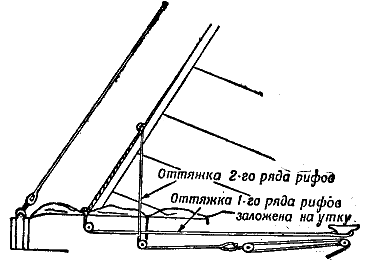 Оттяжка 2-го ряда рифов
Оттяжка 1-го ряда рифов
заложена на утку